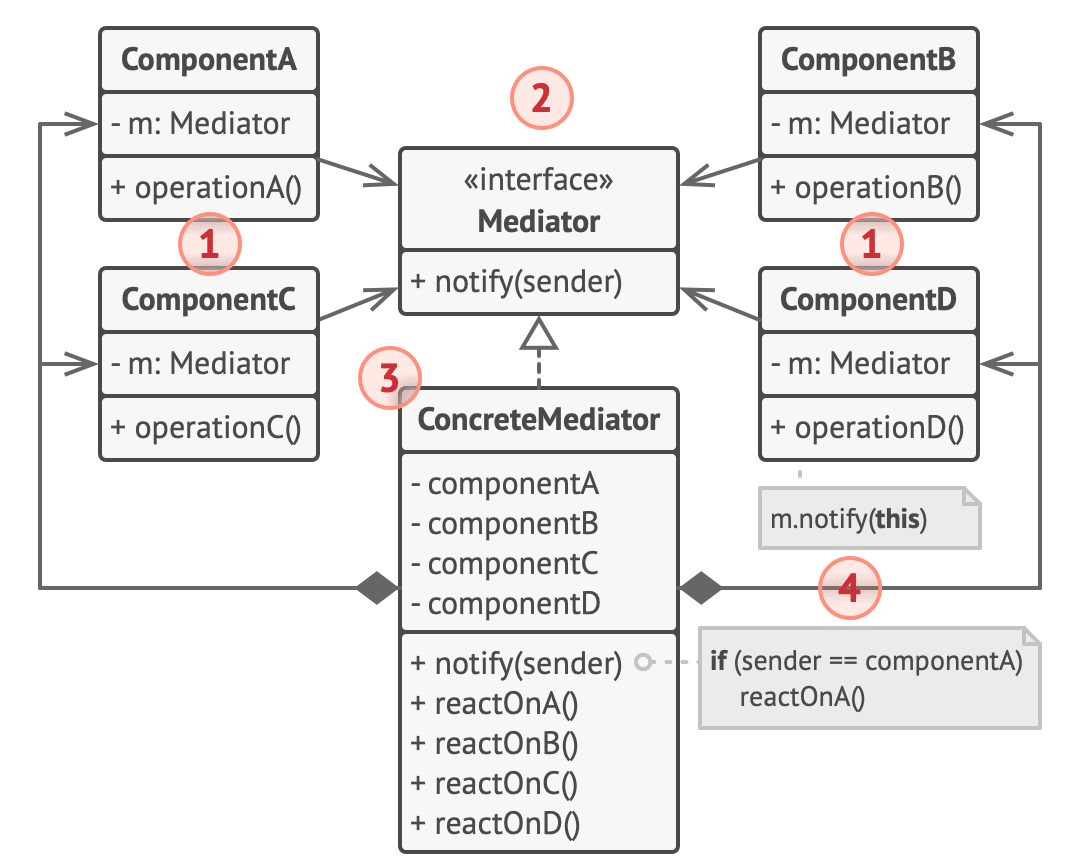 ComponentA
- m: Mediator
+ operationA()
1
ComponentC
- m: Mediator
+ operationC()
2
«interface»
Mediator
+ notify(sender)
ComponentB
- m: Mediator
+ operationB()
1
ComponentD
- m: Mediator
+ operationD()
m.notify(this)
3
ConcreteMediator
- componentA
- componentB
- componentC
- componentD
+ notify(sender)
+ reactOnA()
+ reactOnB()
+ reactOnC()
+ reactOnD()
4
if (sender == componentA)
reactOnA()